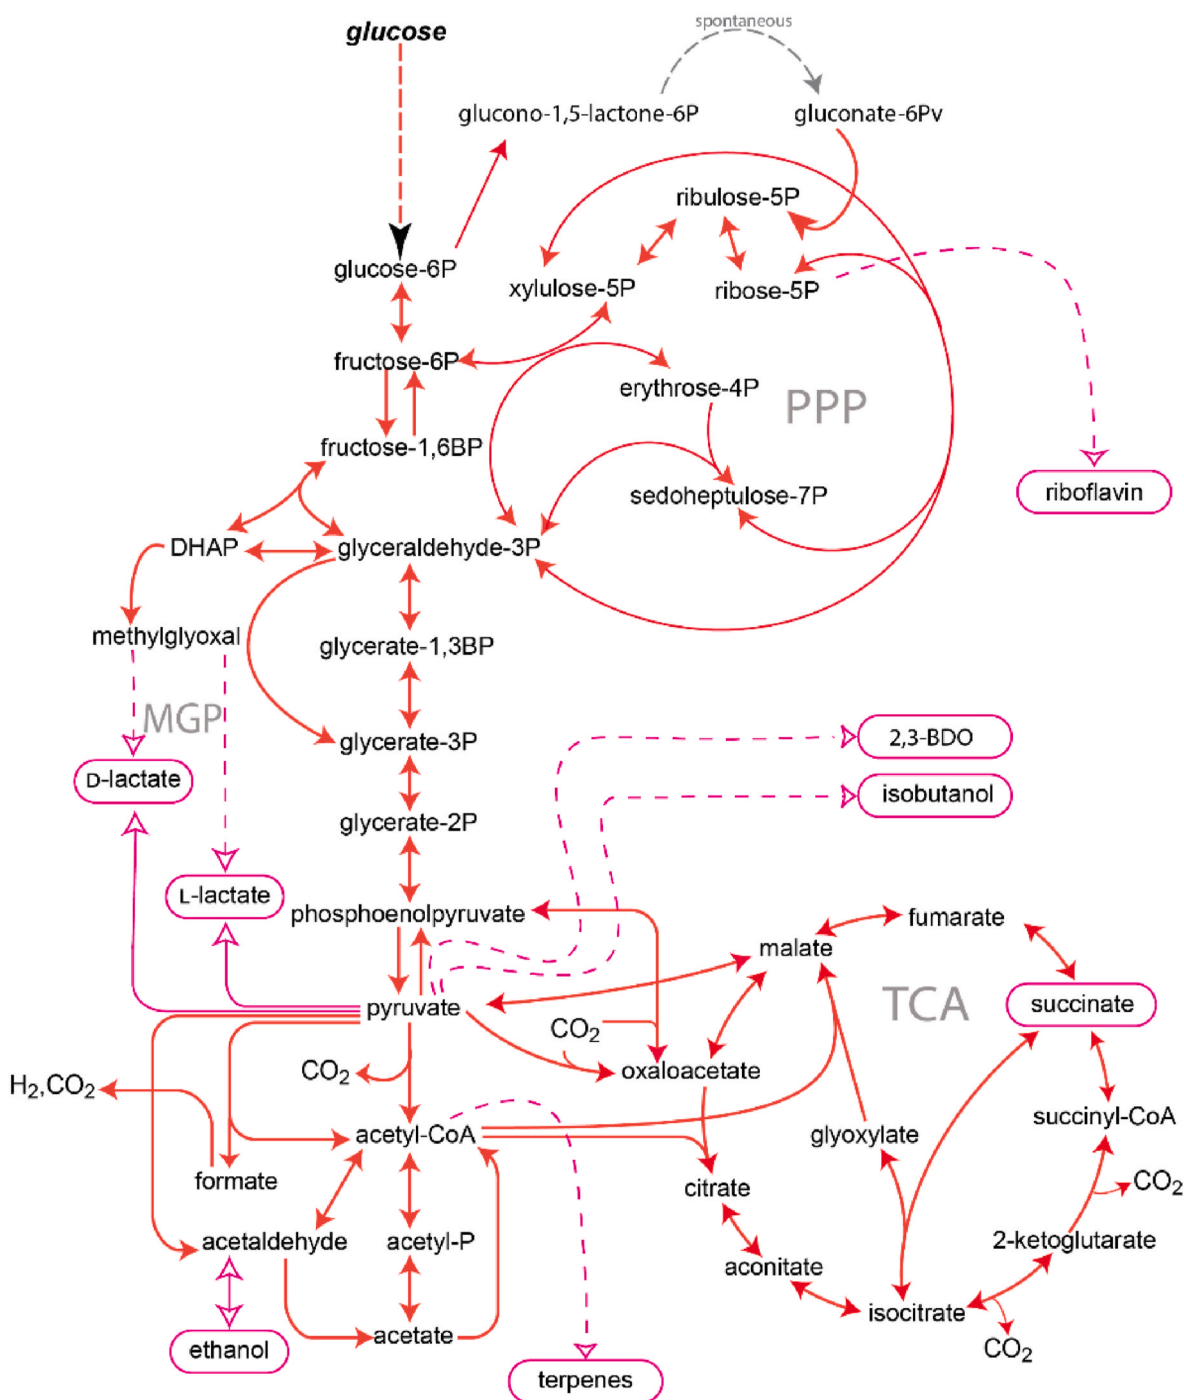 spontaneous
glucose
glucono-1,5-lactone-6P
gluconate-6Pv
ribulose-5P
glucose-6P
xylulose-5P
ribose-5P
fructose-6P
erythrose-4P
PPP
fructose-1,6BP
sedoheptulose-7P
riboflavin
DHAP
glyceraldehyde-3P
methylglyoxal
glycerate-1,3BP
MGP
glycerate-3P
2,3-BDO
D-lactate
isobutanol
glycerate-2P
L-lactate
phosphoenolpyruvate
fumarate
malate
TCA
succinate
pyruvate
CO2
CO2
oxaloacetate
H2,CO2
succinyl-CoA
acetyl-CoA
glyoxylate
formate
citrate
CO2
acetaldehyde
acetyl-P
2-ketoglutarate
aconitate
isocitrate
acetate
ethanol
CO2
terpenes